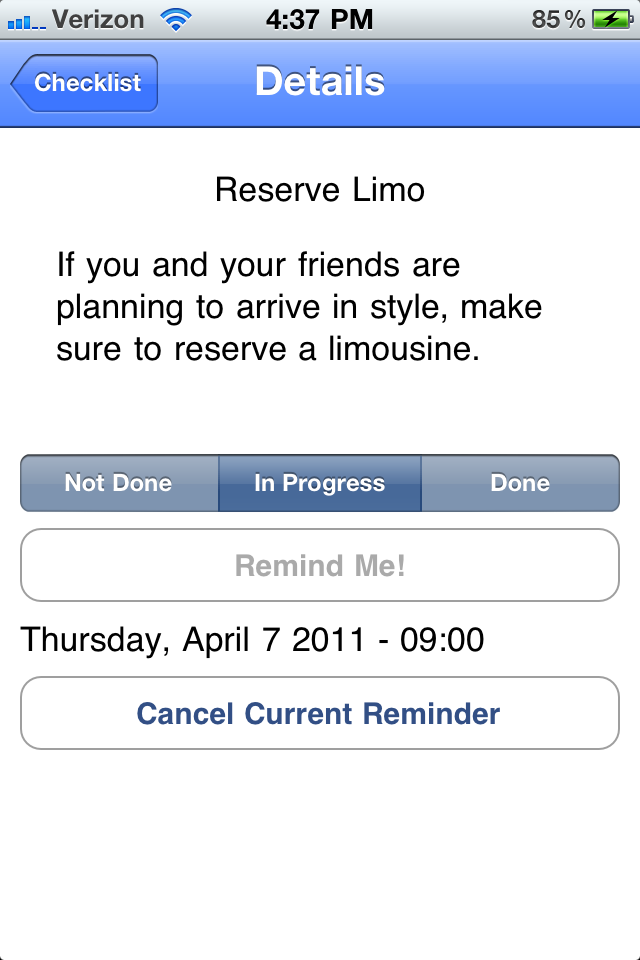 Verizon 4:37 PM 85%
Checklist Details
Reserve Limo
If you and your friends are
planning to arrive in style, make
sure to reserve a limousine.
Not Done In Progress Done
Remind Me!
Thursday, April 7 2011 - 09:00
Cancel Current Reminder